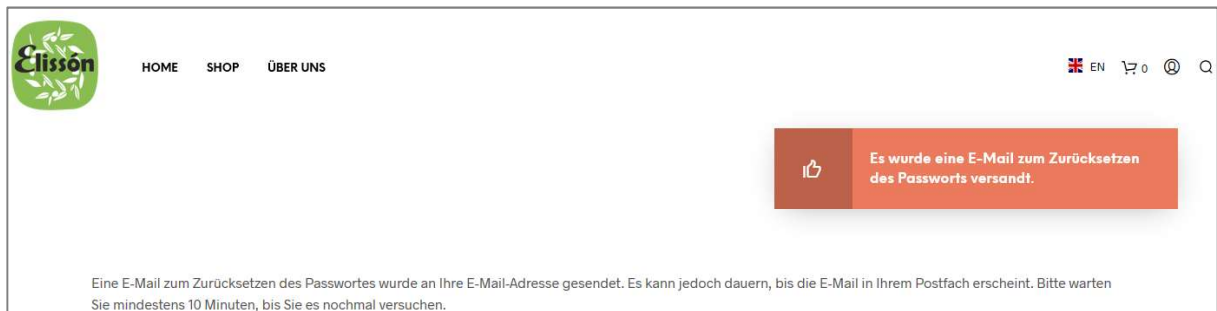 Elissón
HOME SHOP ÜBER UNS
EN 0
Es wurde eine E-Mail zum Zurücksetzen
des Passworts versandt.
Eine E-Mail zum Zurücksetzen des Passwortes wurde an Ihre E-Mail-Adresse gesendet. Es kann jedoch dauern, bis die E-Mail in Ihrem Postfach erscheint. Bitte warten
Sie mindestens 10 Minuten, bis Sie es nochmal versuchen.